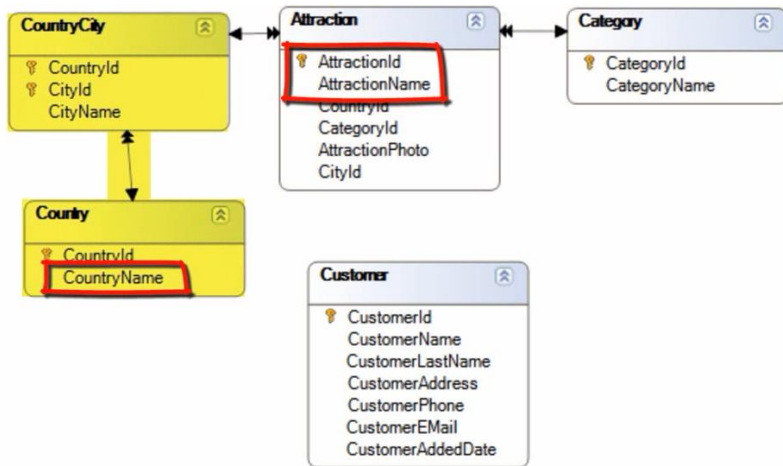 CountryCity
CountryId
CityId
CityName
Attraction
AttractionId
AttractionName
CountryId
CategoryId
AttractionPhoto
CityId
Category
CategoryId
CategoryName
Country
CountryId
CountryName
Customer
CustomerId
CustomerName
CustomerLastName
CustomerAddress
CustomerPhone
CustomerEMail
CustomerAddedDate